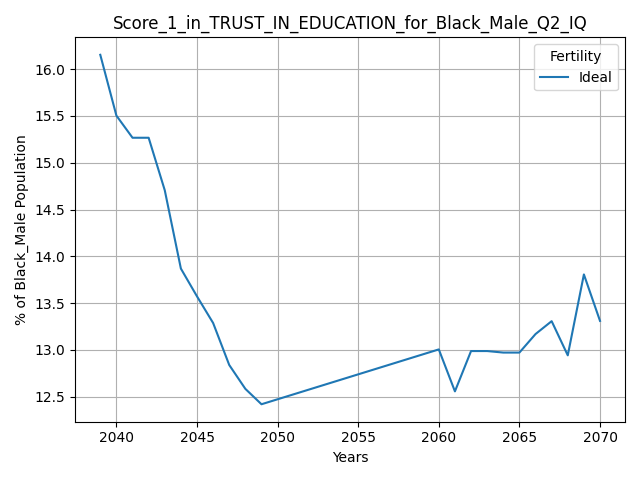 Score_1_in_TRUST_IN_EDUCATION_for_Black_Male_Q2_IQ
Fertility
Ideal
% of Black_Male Population
16.0
15.5
15.0
14.5
14.0
13.5
13.0
12.5
2040 2045 2050 2055 2060 2065 2070
Years